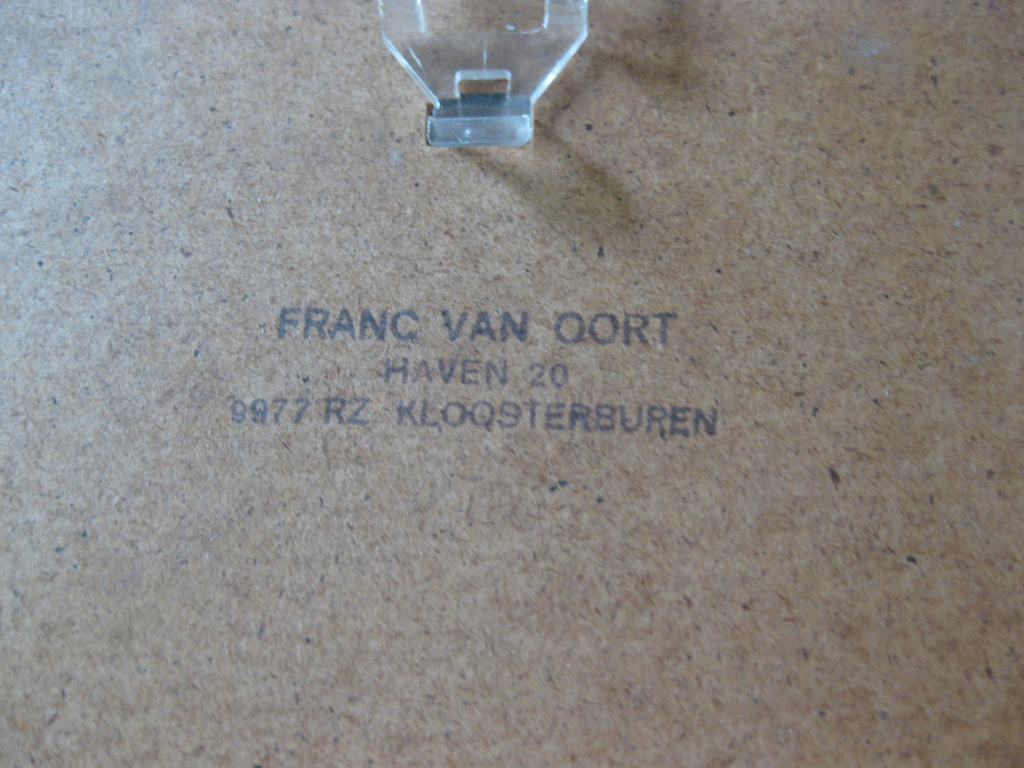 FRANC VAN OORT
HAVEN 20
9977 RZ KLOOSTERBUREN